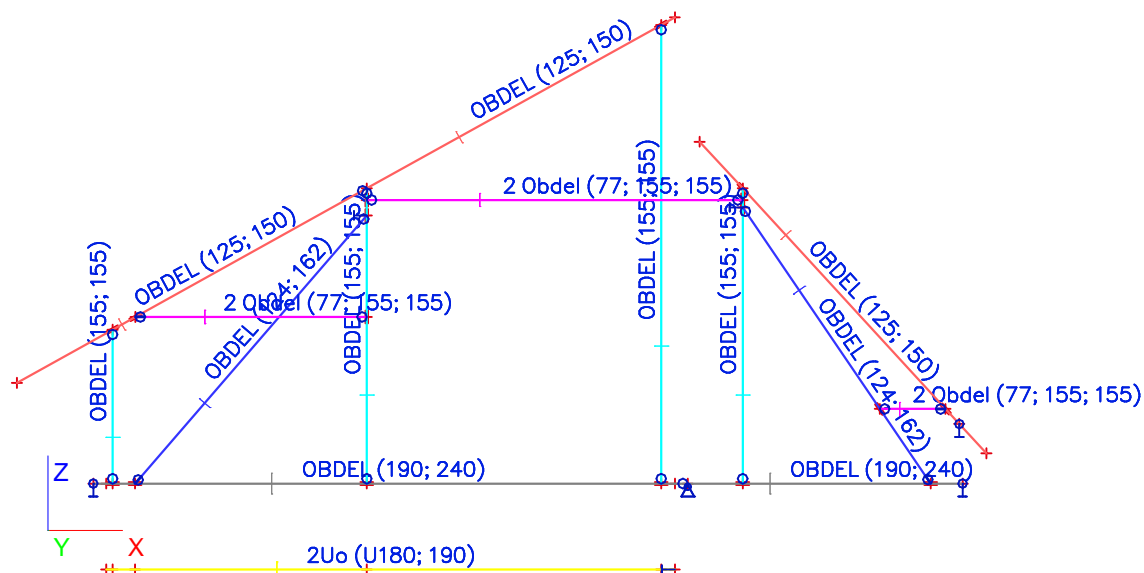 OBDEL (125; 150)
OBDEL (155; 155)
2 Obdel (77; 155; 155)
OBDEL (125; 150)
OBDEL (155; 155)
OBDEL (124; 162)
OBDEL (155; 155)
2 Obdel (77; 155; 155)
OBDEL (155; 155)
OBDEL (125; 150)
OBDEL (124; 162)
2 Obdel (77; 155; 155)
OBDEL (190; 240)
OBDEL (190; 240)
Z
Y
X
2Uo (U180; 190)